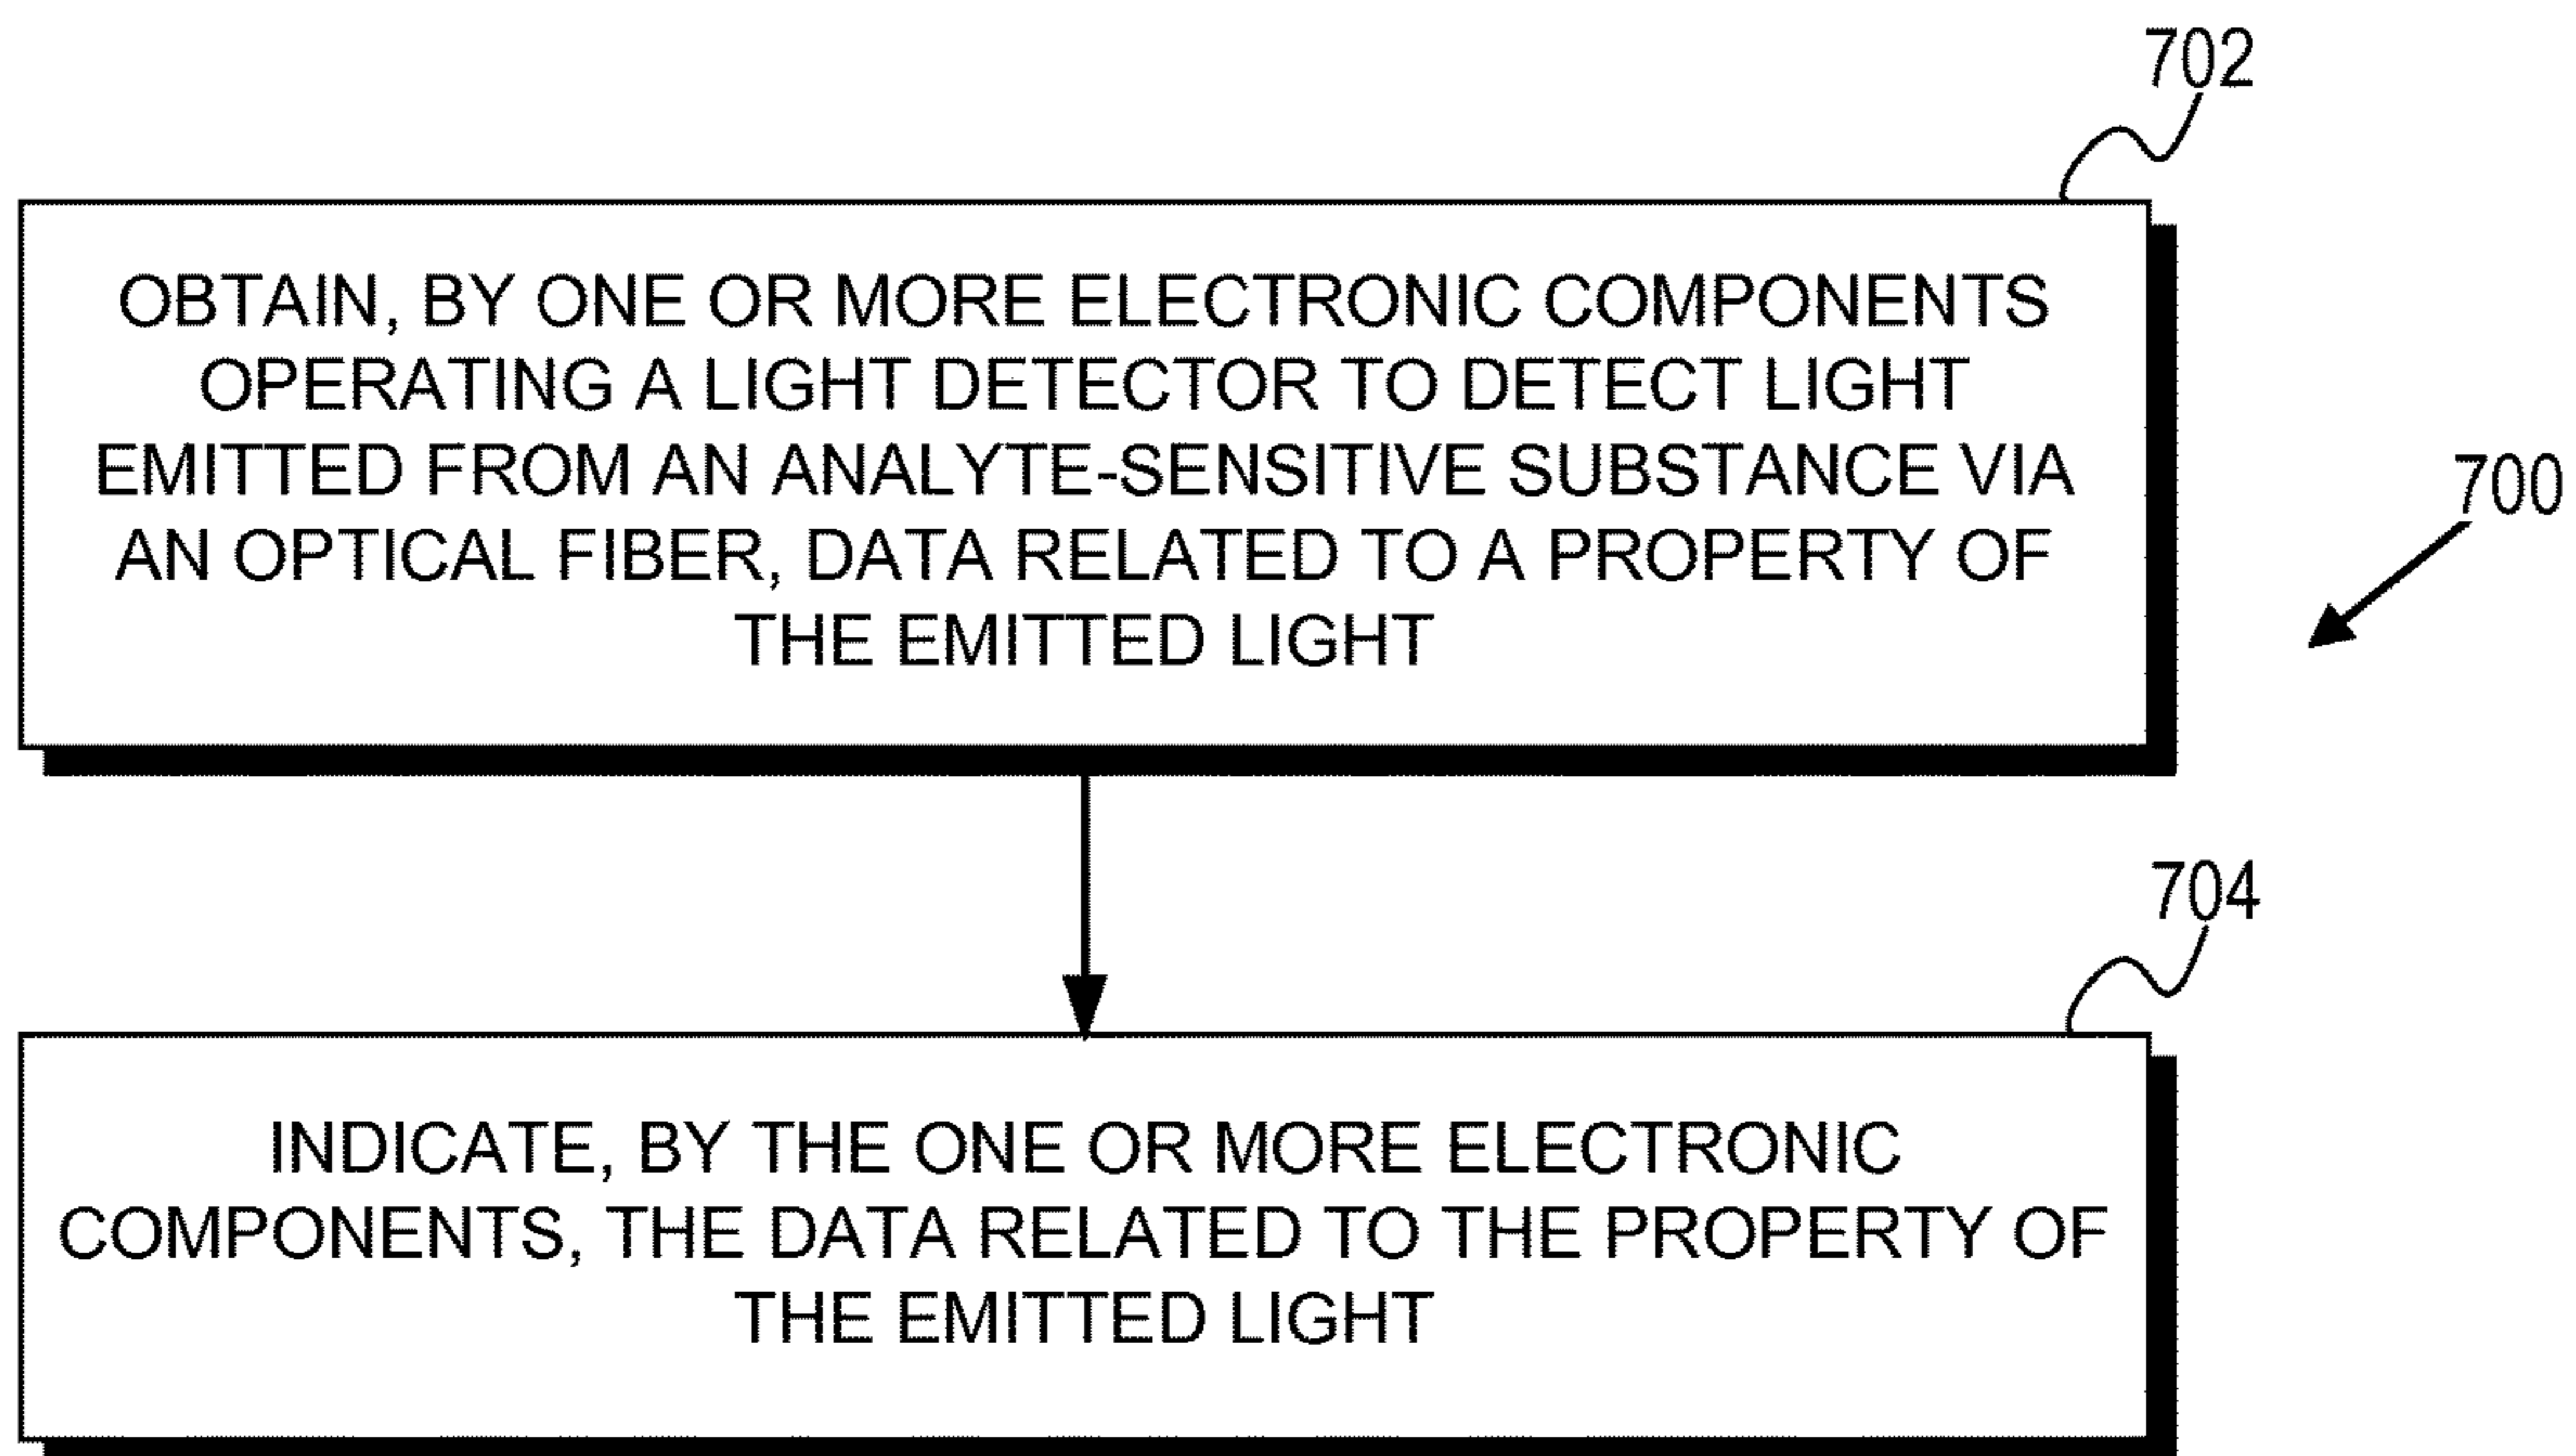 702
OBTAIN, BY ONE OR MORE ELECTRONIC COMPONENTS
OPERATING A LIGHT DETECTOR TO DETECT LIGHT
EMITTED FROM AN ANALYTE-SENSITIVE SUBSTANCE VIA
AN OPTICAL FIBER, DATA RELATED TO A PROPERTY OF
THE EMITTED LIGHT
700
704
INDICATE, BY THE ONE OR MORE ELECTRONIC
COMPONENTS, THE DATA RELATED TO THE PROPERTY OF
THE EMITTED LIGHT